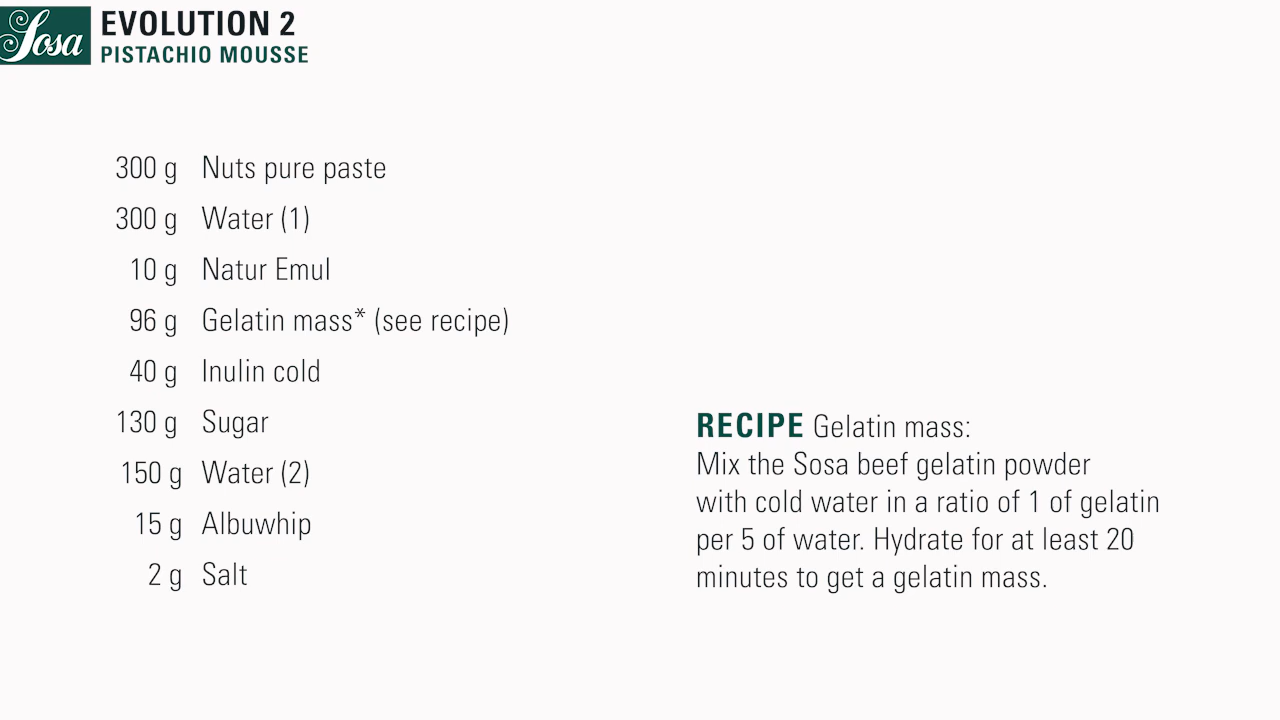 Sosa
EVOLUTION 2
PISTACHIO MOUSSE
300 g Nuts pure paste
300 g Water (1)
10 g Natur Emul
96 g Gelatin mass* (see recipe)
40 g Inulin cold
130 g Sugar
150 g Water (2)
15 g Albuwhip
2 g Salt
RECIPE Gelatin mass:
Mix the Sosa beef gelatin powder
with cold water in a ratio of 1 of gelatin
per 5 of water. Hydrate for at least 20
minutes to get a gelatin mass.